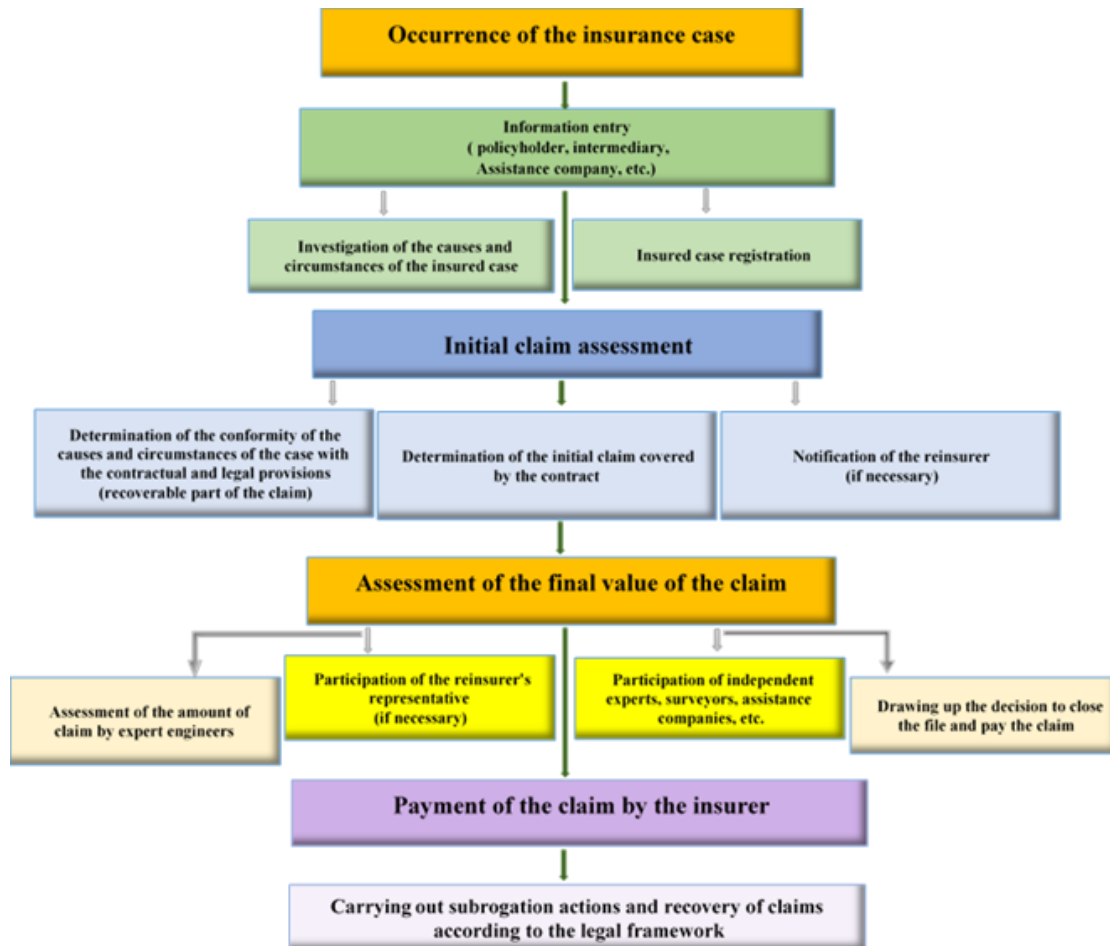 Occurrence of the insurance case
Information entry
( policyholder, intermediary,
Assistance company, etc.)
Investigation of the causes and
circumstances of the insured case
Insured case registration
Initial claim assessment
Determination of the conformity of the
causes and circumstances of the case with
the contractual and legal provisions
(recoverable part of the claim)
Determination of the initial claim covered
by the contract
Notification of the reinsurer
(if necessary)
Assessment of the final value of the claim
Assessment of the amount of
claim by expert engineers
Participation of the reinsurer's
representative
(if necessary)
Participation of independent
experts, surveyors, assistance
companies, etc.
Drawing up the decision to close
the file and pay the claim
Payment of the claim by the insurer
Carrying out subrogation actions and recovery of claims
according to the legal framework